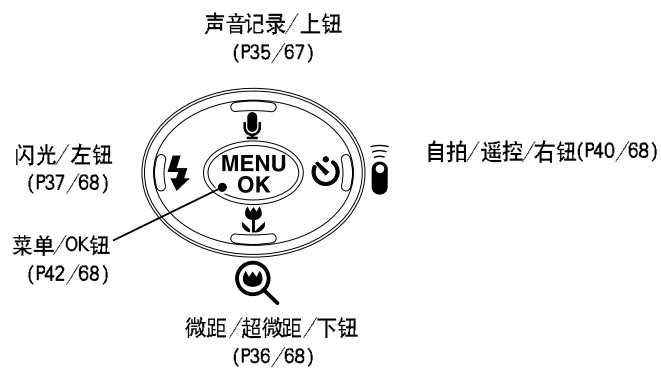 声音记录/上钮
(P35/67)
闪光/左钮
(P37/68)
MENU
OK
自拍/遥控/右钮(P40/68)
菜单/OK钮
(P42/68)
微距/超微距/下钮
(P36/68)